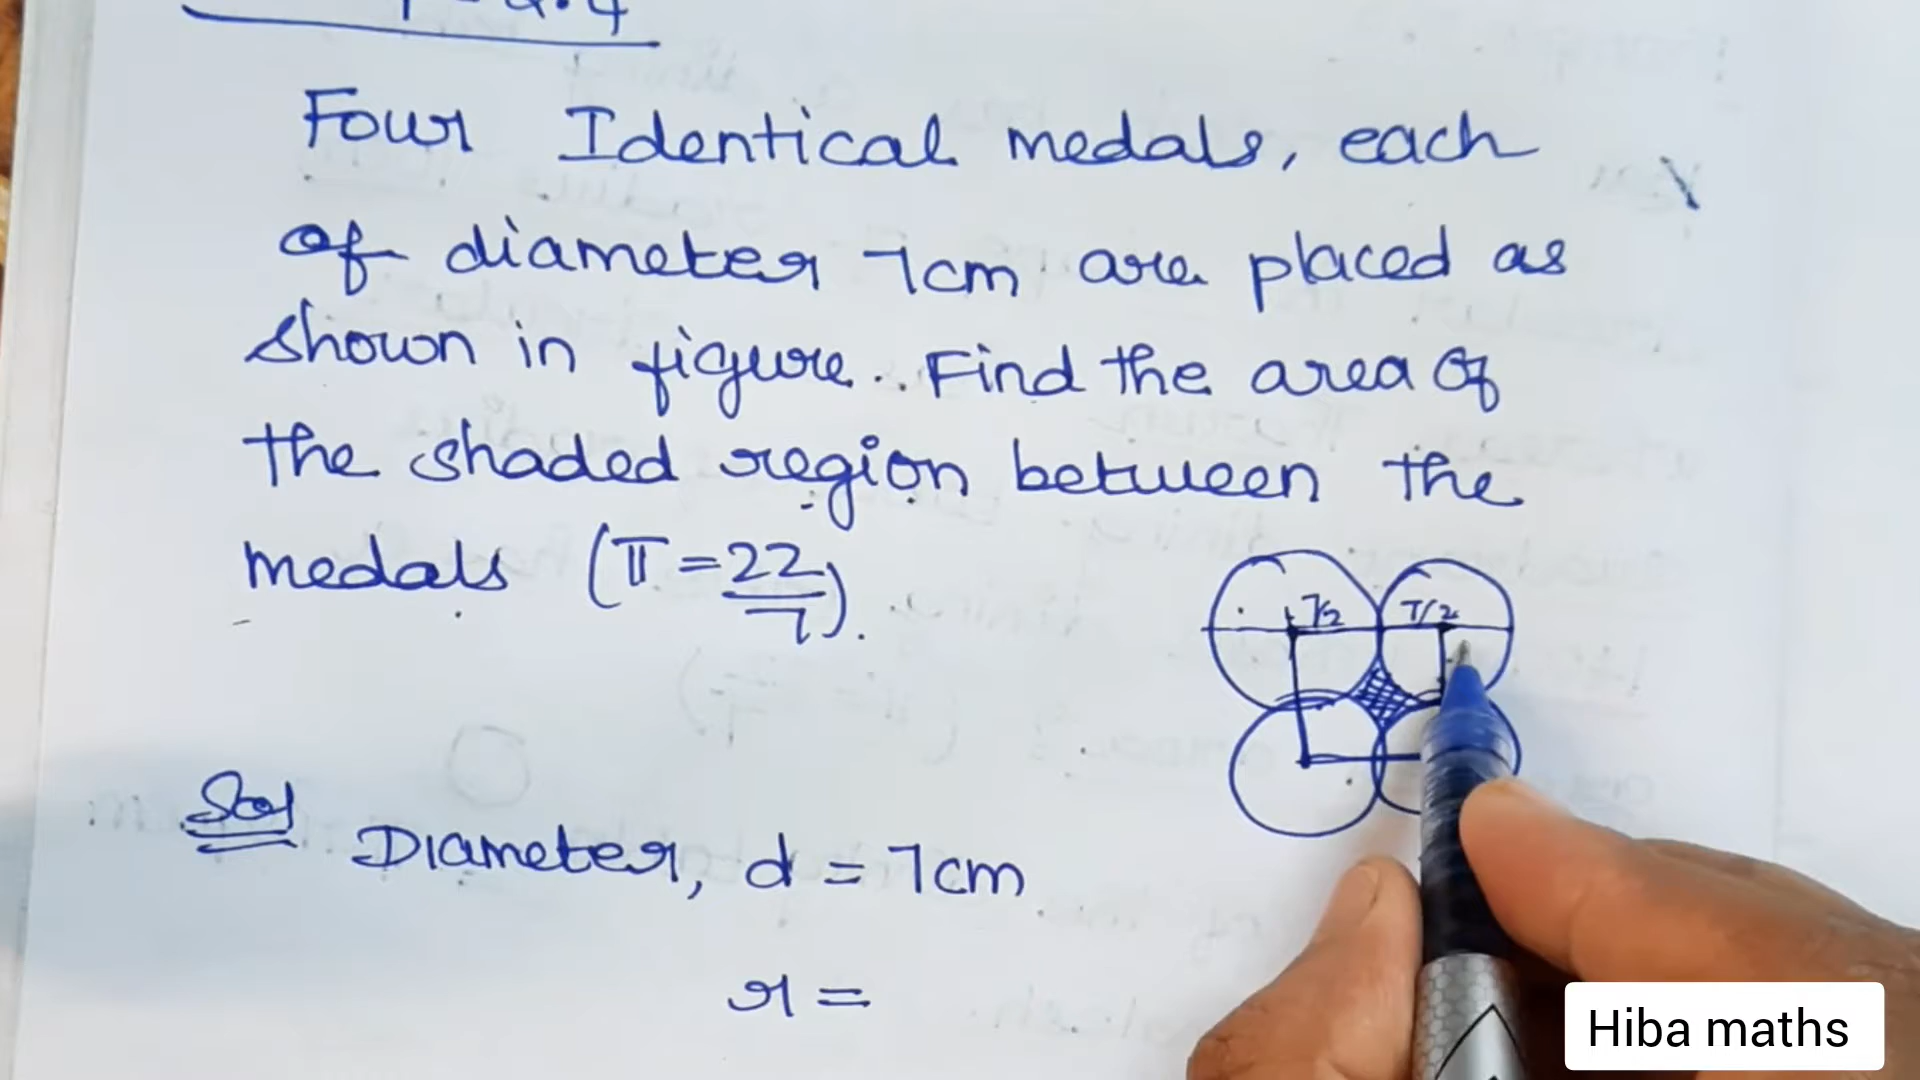 Four Identical medals, each
of diameter 7cm are placed as
shown in figure. Find the area of
the shaded region between the
medals (π = 22/7).
7/2 7/2
Sol
Diameter, d = 7cm
r =
Hiba maths